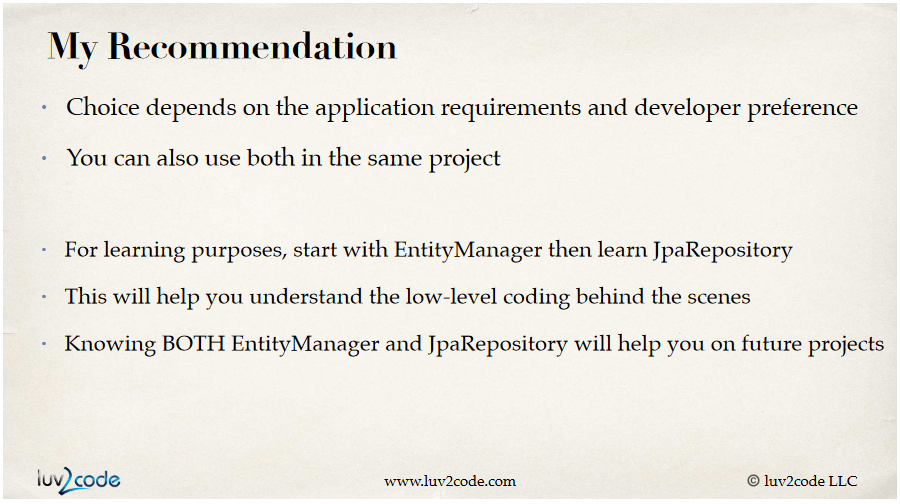 My Recommendation
• Choice depends on the application requirements and developer preference
• You can also use both in the same project
• For learning purposes, start with EntityManager then learn JpaRepository
• This will help you understand the low-level coding behind the scenes
• Knowing BOTH EntityManager and JpaRepository will help you on future projects
luv2code www.luv2code.com © luv2code LLC